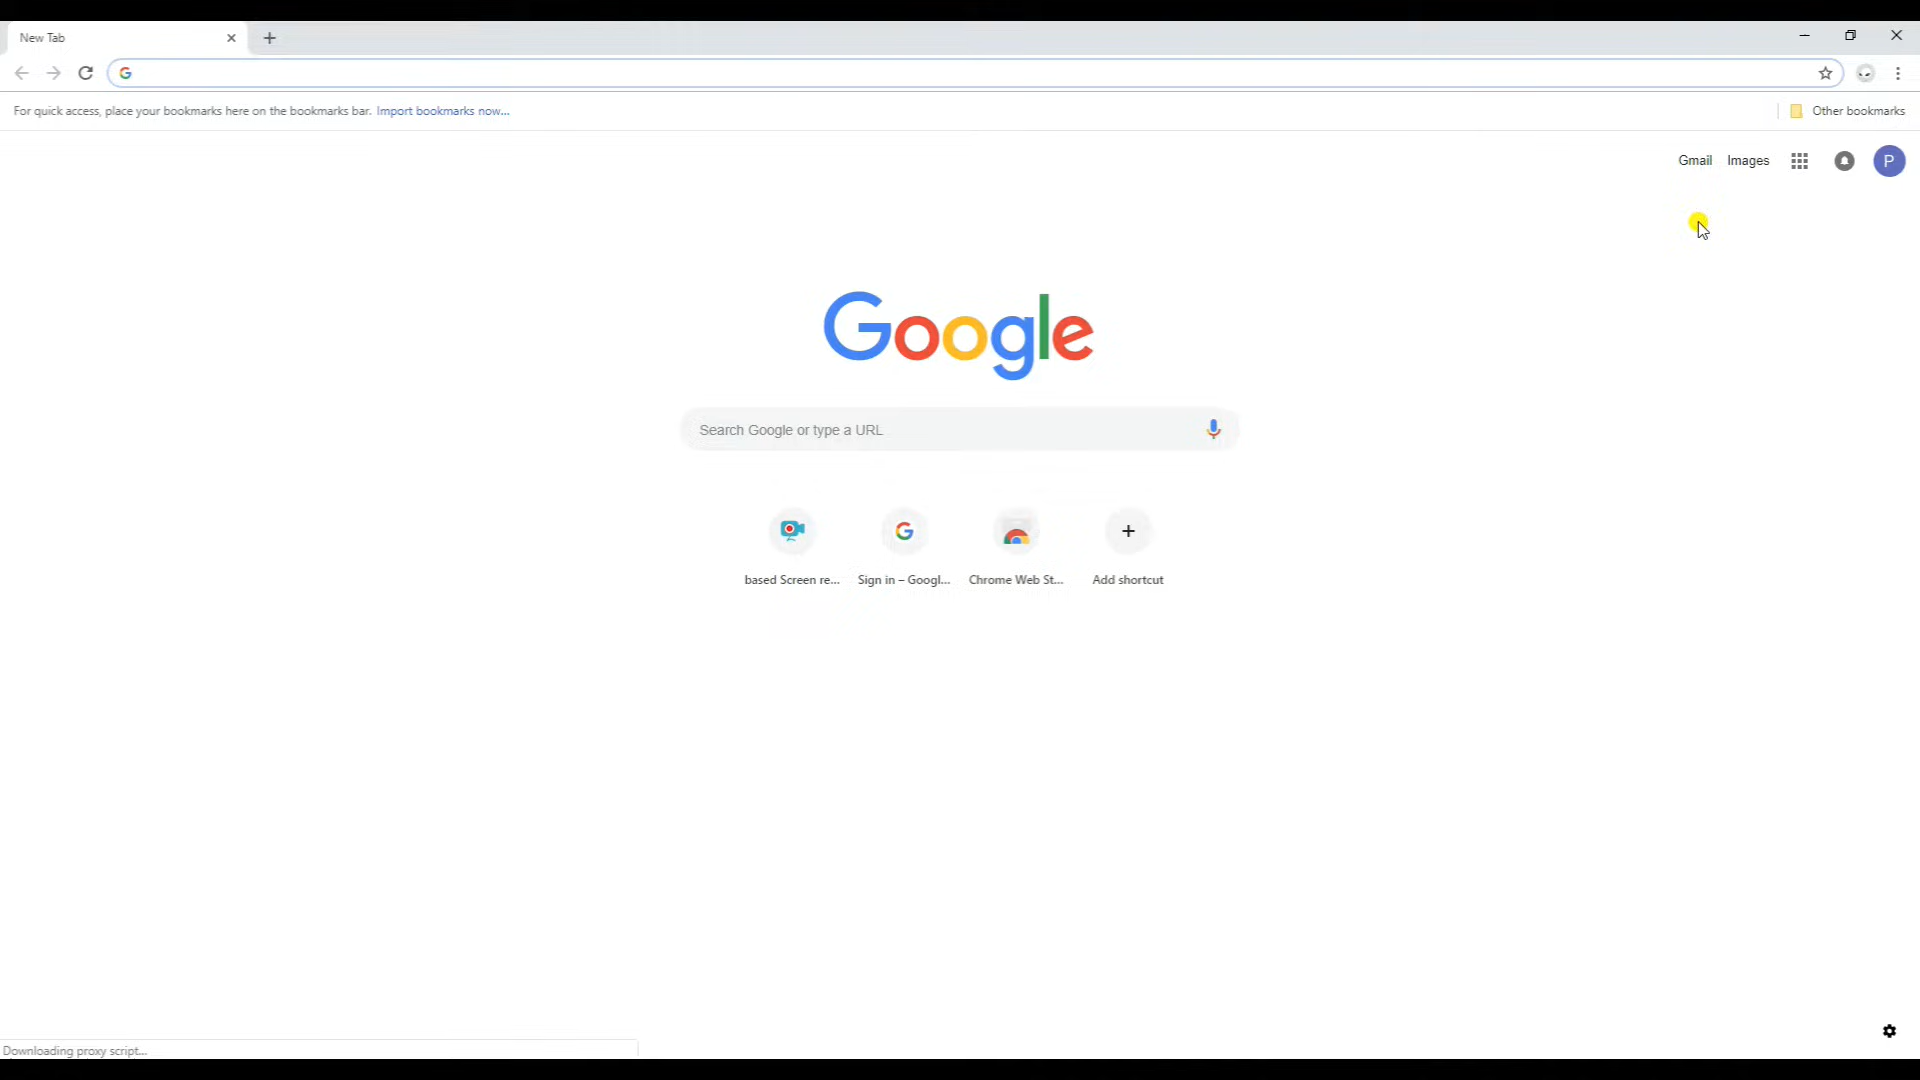 New Tab
For quick access, place your bookmarks here on the bookmarks bar. Import bookmarks now...
Other bookmarks
Gmail Images P
Google
Search Google or type a URL
based Screen re... Sign in – Googl... Chrome Web St... Add shortcut
Downloading proxy script...